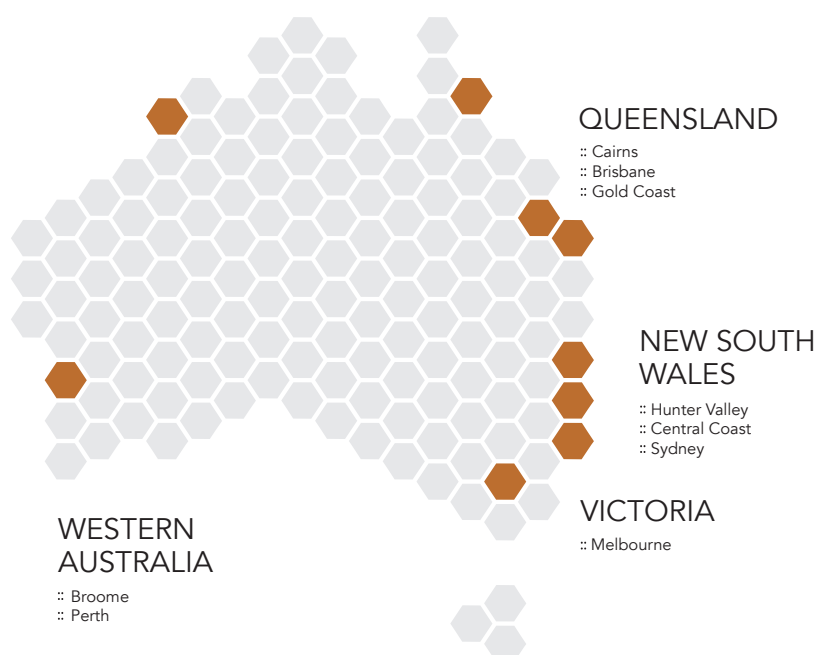 QUEENSLAND
:: Cairns
:: Brisbane
:: Gold Coast
NEW SOUTH
WALES
:: Hunter Valley
:: Central Coast
:: Sydney
VICTORIA
:: Melbourne
WESTERN
AUSTRALIA
:: Broome
:: Perth